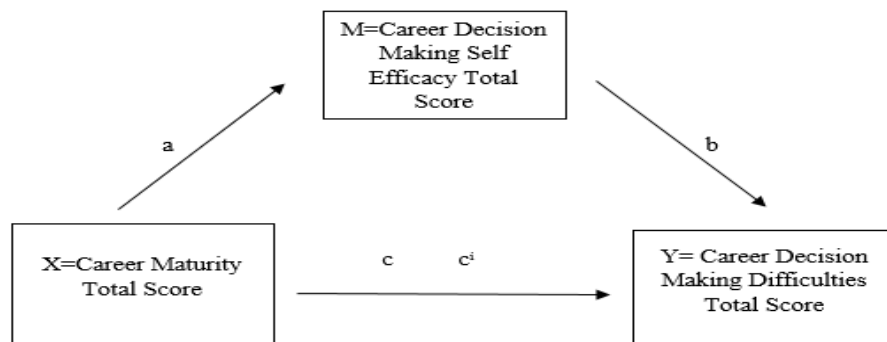 M=Career Decision
Making Self
Efficacy Total
Score
a
b
X=Career Maturity
Total Score
c cⁱ
Y= Career Decision
Making Difficulties
Total Score